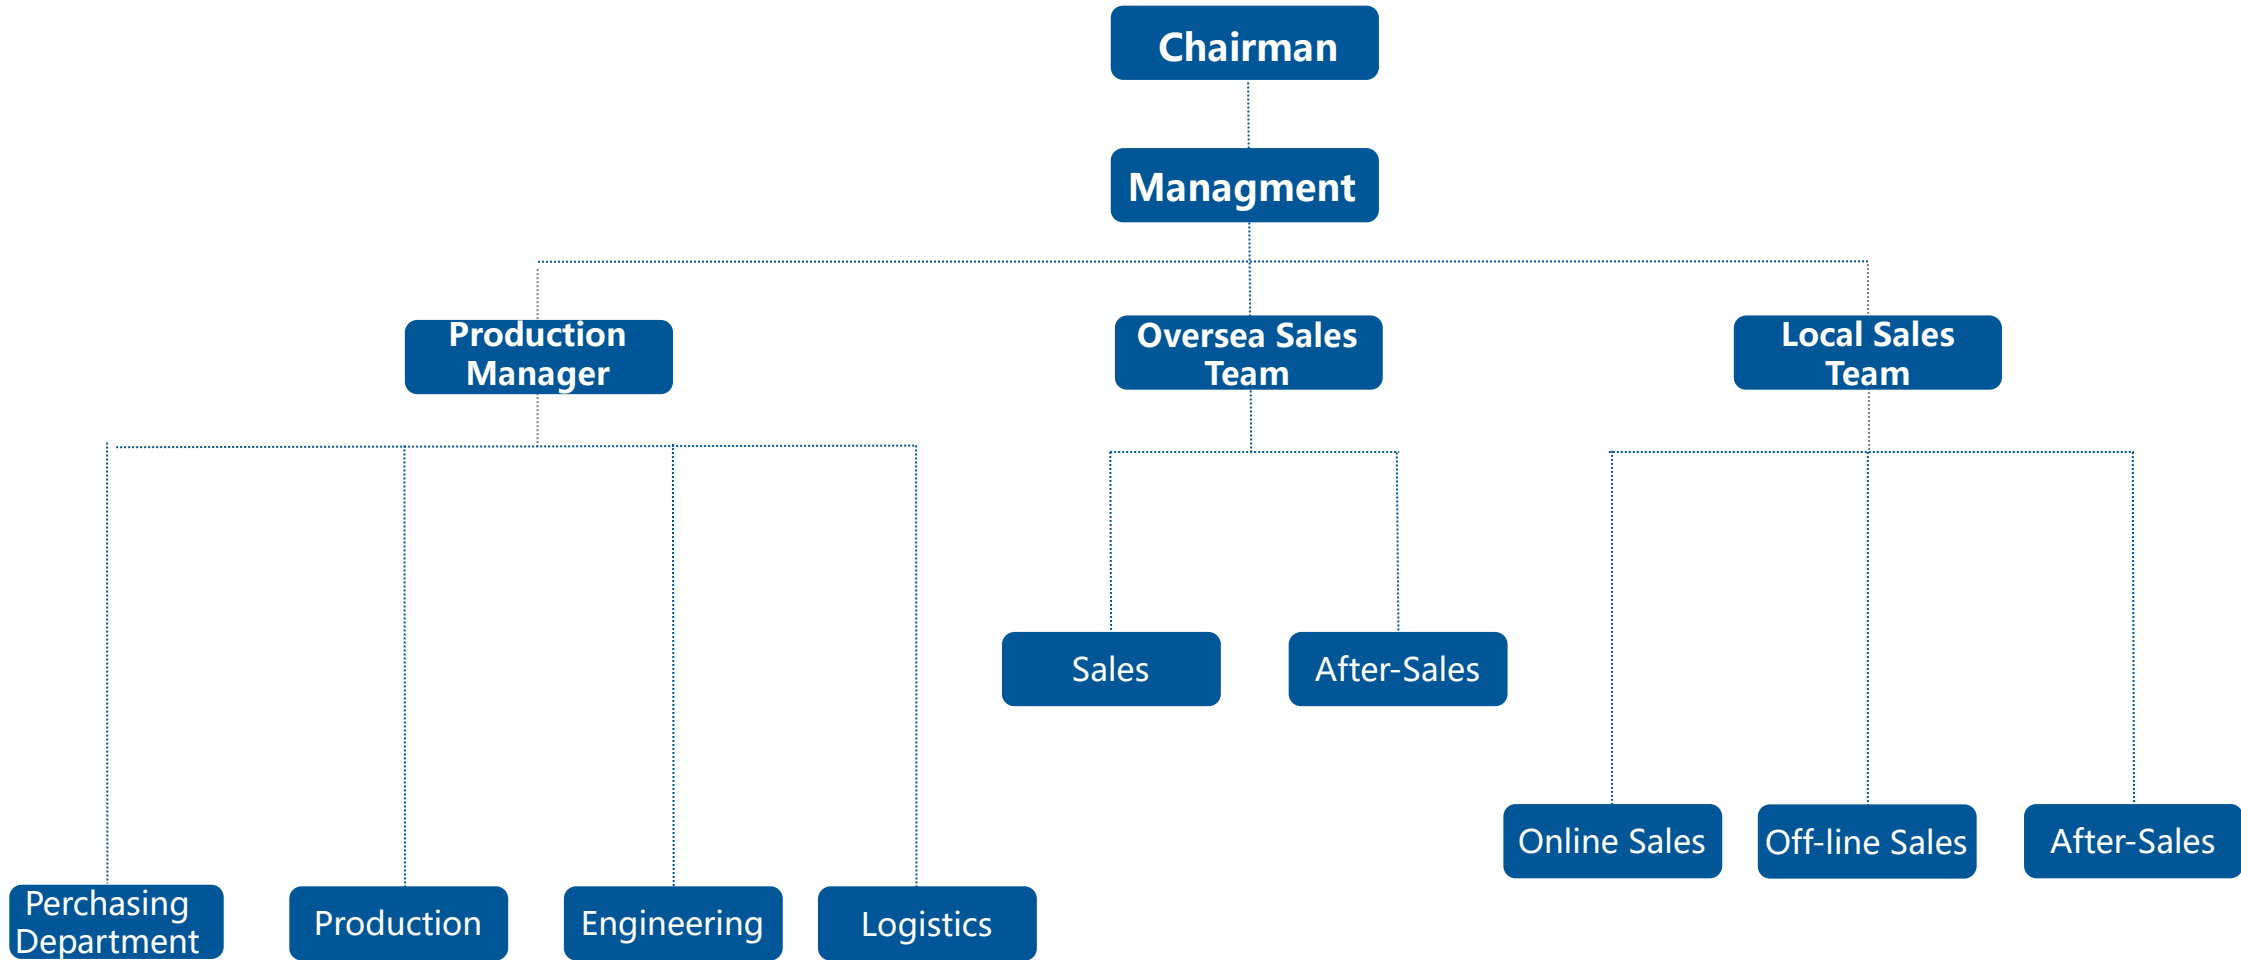 Chairman
Managment
Production
Manager
Oversea Sales
Team
Local Sales
Team
Sales
After-Sales
Online Sales
Off-line Sales
After-Sales
Perchasing
Department
Production
Engineering
Logistics